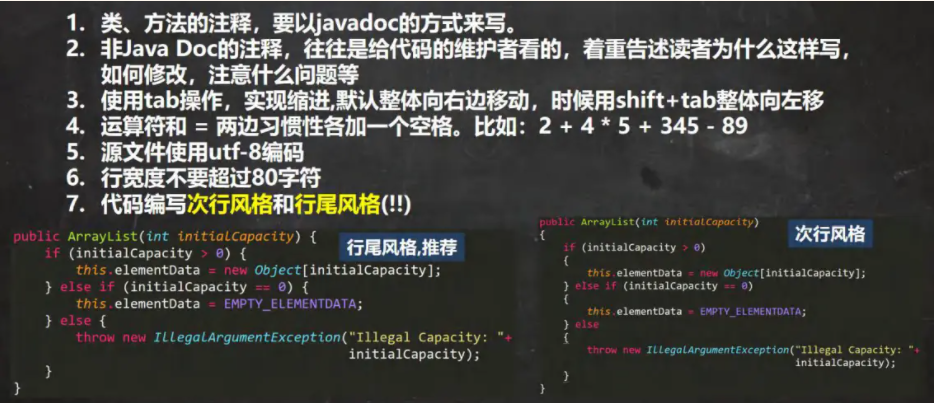 1. 类、方法的注释，要以javadoc的方式来写。
2. 非Java Doc的注释，往往是给代码的维护者看的，着重告述读者为什么这样写，
如何修改，注意什么问题等
3. 使用tab操作，实现缩进,默认整体向右边移动，时候用shift+tab整体向左移
4. 运算符和 = 两边习惯性各加一个空格。比如：2 + 4 * 5 + 345 - 89
5. 源文件使用utf-8编码
6. 行宽度不要超过80字符
7. 代码编写次行风格和行尾风格(!!)
public ArrayList(int initialCapacity) {
if (initialCapacity > 0) {
this.elementData = new Object[initialCapacity];
} else if (initialCapacity == 0) {
this.elementData = EMPTY_ELEMENTDATA;
} else {
throw new IllegalArgumentException("Illegal Capacity: "+
initialCapacity);
}
}
行尾风格,推荐
public ArrayList(int initialCapacity)
{
if (initialCapacity > 0)
{
this.elementData = new Object[initialCapacity];
} else if (initialCapacity == 0)
{
this.elementData = EMPTY_ELEMENTDATA;
} else
{
throw new IllegalArgumentException("Illegal Capacity: "+
initialCapacity);
}
}
次行风格